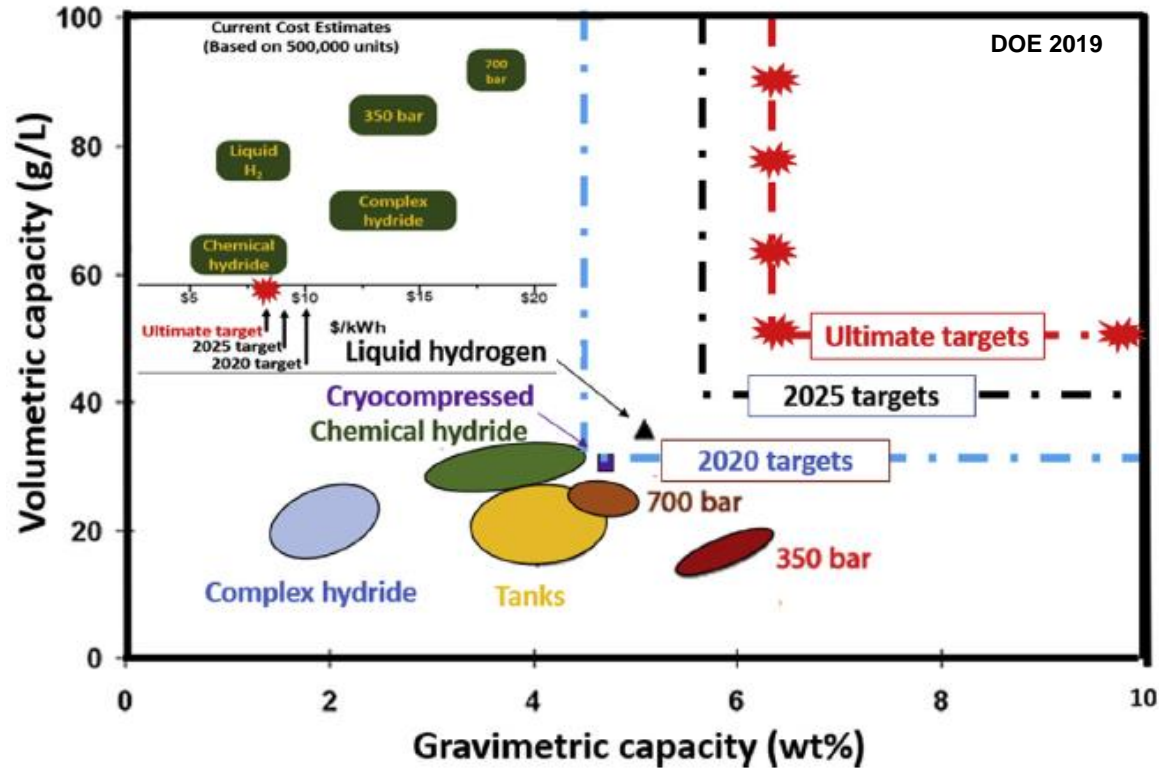 100
Current Cost Estimates
(Based on 500,000 units)
DOE 2019
700
bar
350 bar
80
Liquid
H₂
Complex
hydride
Chemical
hydride
60
$5
$10
$15
$20
Ultimate target
$/kWh
2025 target
2020 target
Liquid hydrogen
Ultimate targets
40
Cryocompressed
2025 targets
Chemical hydride
2020 targets
700 bar
20
350 bar
Complex hydride
Tanks
0
0
2
4
6
8
10
Volumetric capacity (g/L)
Gravimetric capacity (wt%)